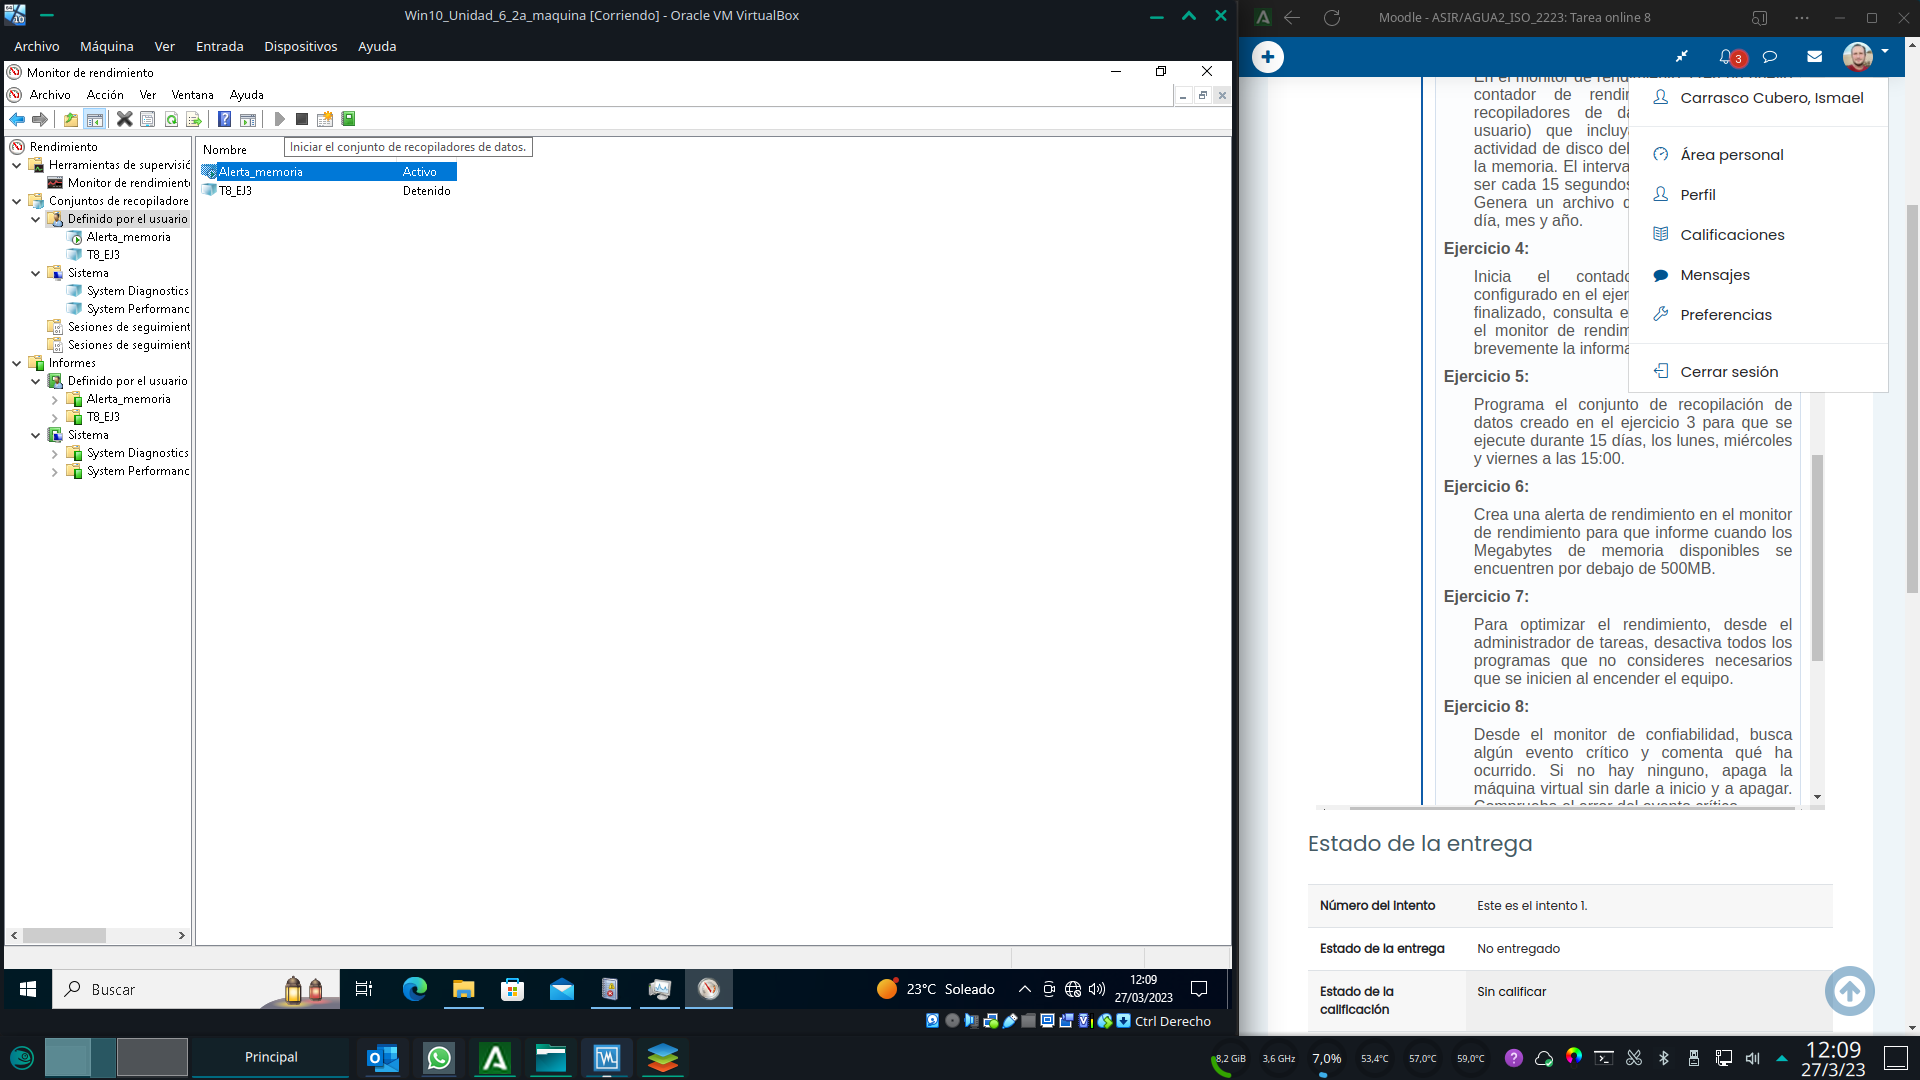 Win10_Unidad_6_2a_maquina [Corriendo] - Oracle VM VirtualBox
Archivo Máquina Ver Entrada Dispositivos Ayuda
Monitor de rendimiento
Archivo Acción Ver Ventana Ayuda
Rendimiento
Herramientas de supervisió
Monitor de rendimient
Conjuntos de recopiladore
Definido por el usuario
Alerta_memoria
T8_EJ3
Sistema
System Diagnostics
System Performanc
Sesiones de seguimient
Sesiones de seguimient
Informes
Definido por el usuario
Alerta_memoria
T8_EJ3
Sistema
System Diagnostics
System Performanc
Nombre
Iniciar el conjunto de recopiladores de datos.
Alerta_memoria Activo
T8_EJ3 Detenido
Buscar
23°C Soleado
12:09
27/03/2023
Ctrl Derecho
Moodle - ASIR/AGUA2_ISO_2223: Tarea online 8
3
contador de rendi
recopiladores de da
usuario) que incluy
actividad de disco del
la memoria. El interva
ser cada 15 segundos
Genera un archivo d
día, mes y año.
Ejercicio 4:
Inicia el contado
configurado en el ejer
finalizado, consulta e
el monitor de rendim
brevemente la informa
Ejercicio 5:
Programa el conjunto de recopilación de
datos creado en el ejercicio 3 para que se
ejecute durante 15 días, los lunes, miércoles
y viernes a las 15:00.
Ejercicio 6:
Crea una alerta de rendimiento en el monitor
de rendimiento para que informe cuando los
Megabytes de memoria disponibles se
encuentren por debajo de 500MB.
Ejercicio 7:
Para optimizar el rendimiento, desde el
administrador de tareas, desactiva todos los
programas que no consideres necesarios
que se inicien al encender el equipo.
Ejercicio 8:
Desde el monitor de confiabilidad, busca
algún evento crítico y comenta qué ha
ocurrido. Si no hay ninguno, apaga la
máquina virtual sin darle a inicio y a apagar.
Carrasco Cubero, Ismael
Área personal
Perfil
Calificaciones
Mensajes
Preferencias
Cerrar sesión
Estado de la entrega
Número del Intento Este es el intento 1.
Estado de la entrega No entregado
Estado de la calificación Sin calificar
Principal
8,2 GiB 3,6 GHz 7,0% 53,4°C 57,0°C 59,0°C
12:09
27/3/23